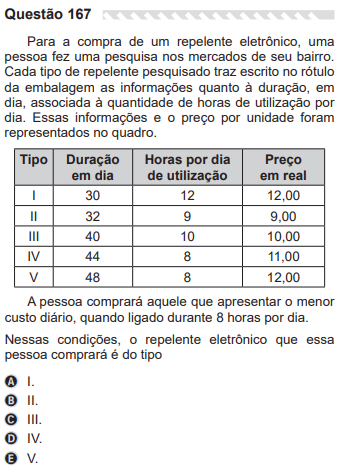 Questão 167
Para a compra de um repelente eletrônico, uma
pessoa fez uma pesquisa nos mercados de seu bairro.
Cada tipo de repelente pesquisado traz escrito no rótulo
da embalagem as informações quanto à duração, em
dia, associada à quantidade de horas de utilização por
dia. Essas informações e o preço por unidade foram
representados no quadro.
Tipo Duração em dia Horas por dia de utilização Preço em real
I 30 12 12,00
II 32 9 9,00
III 40 10 10,00
IV 44 8 11,00
V 48 8 12,00
A pessoa comprará aquele que apresentar o menor
custo diário, quando ligado durante 8 horas por dia.
Nessas condições, o repelente eletrônico que essa
pessoa comprará é do tipo
A I.
B II.
C III.
D IV.
E V.